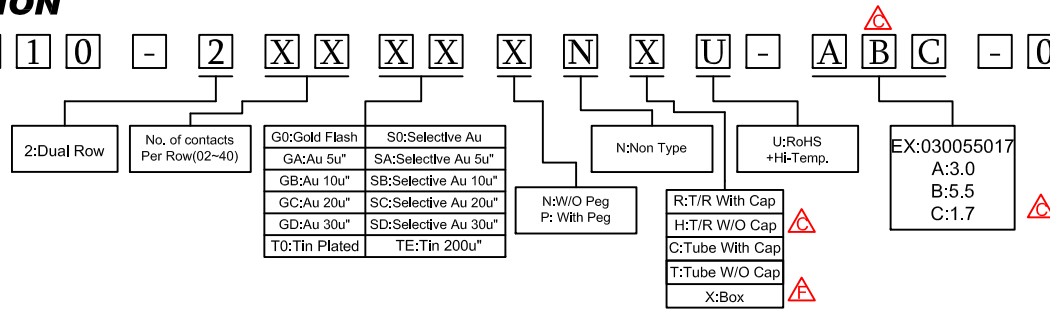 ION
C
1 0 - 2 X X X X X N X U - A B C - 0
2:Dual Row
No. of contacts
Per Row(02~40)
G0:Gold Flash S0:Selective Au
GA:Au 5u" SA:Selective Au 5u"
GB:Au 10u" SB:Selective Au 10u"
GC:Au 20u" SC:Selective Au 20u"
GD:Au 30u" SD:Selective Au 30u"
T0:Tin Plated TE:Tin 200u"
N:W/O Peg
P: With Peg
N:Non Type
R:T/R With Cap
H:T/R W/O Cap C
C:Tube With Cap
T:Tube W/O Cap
X:Box F
U:RoHS
+Hi-Temp.
EX:030055017
A:3.0
B:5.5
C:1.7 C